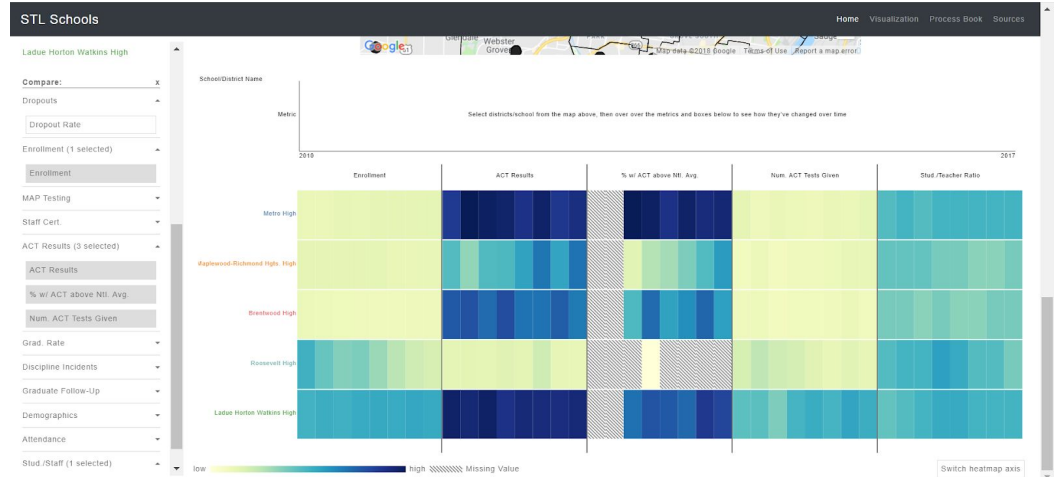 STL Schools
Home Visualization Process Book Sources
Ladue Horton Watkins High
Compare: x
Dropouts
Dropout Rate
Enrollment (1 selected)
Enrollment
MAP Testing
Staff Cert.
ACT Results (3 selected)
ACT Results
% w/ ACT above Ntl. Avg.
Num. ACT Tests Given
Grad. Rate
Discipline Incidents
Graduate Follow-Up
Demographics
Attendance
Stud./Staff (1 selected)
Google
Webster
Map data ©2018 Google Terms of Use Report a map error
School/District Name
Metric
Select districts/school from the map above, then over over the metrics and boxes below to see how they've changed over time
2010 2017
Enrollment ACT Results % w/ ACT above Ntl. Avg. Num. ACT Tests Given Stud./Teacher Ratio
Metro High
Maplewood-Richmond Hgts. High
Brentwood High
Roosevelt High
Ladue Horton Watkins High
low high Missing Value
Switch heatmap axis